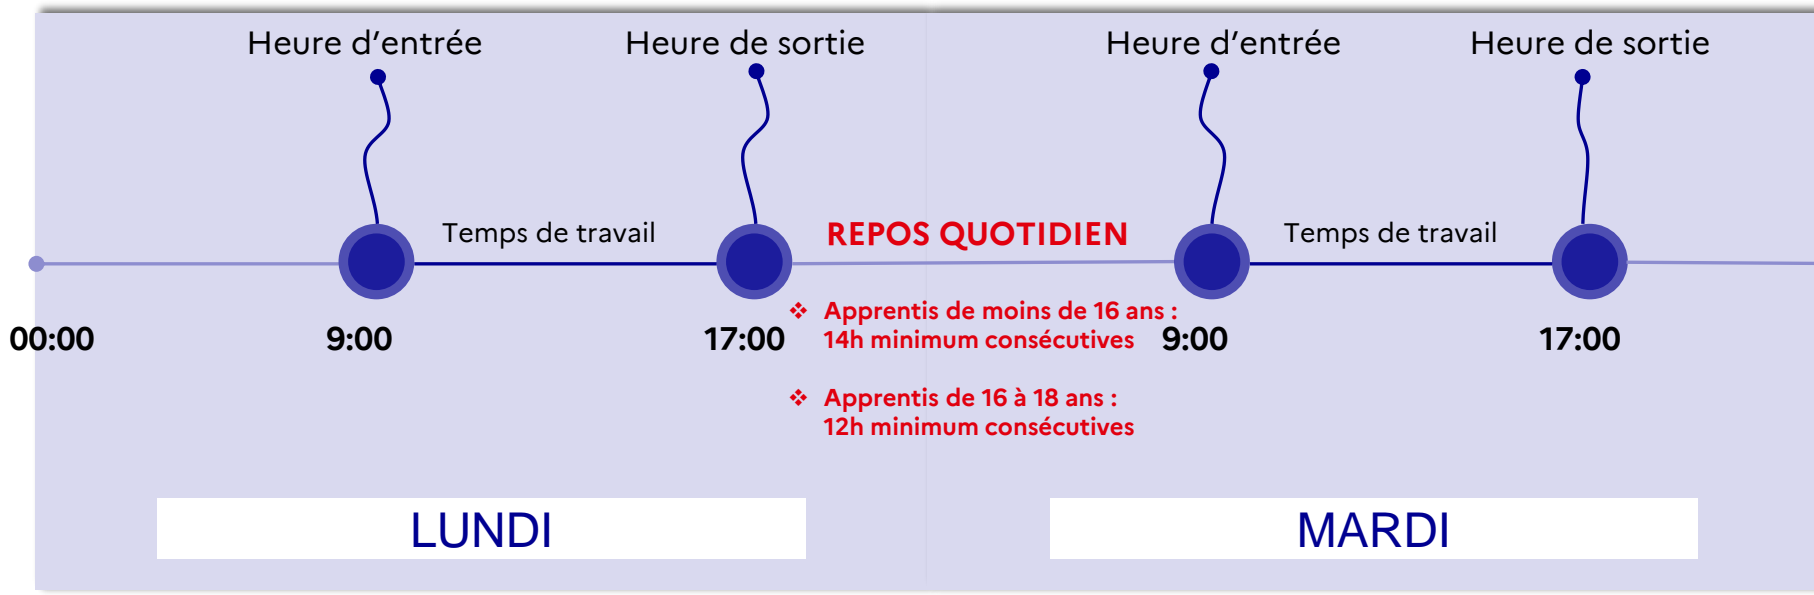 Heure d’entrée
Heure de sortie
Heure d’entrée
Heure de sortie
Temps de travail
REPOS QUOTIDIEN
Temps de travail
00:00
9:00
17:00
❖ Apprentis de moins de 16 ans :
14h minimum consécutives
❖ Apprentis de 16 à 18 ans :
12h minimum consécutives
9:00
17:00
LUNDI
MARDI